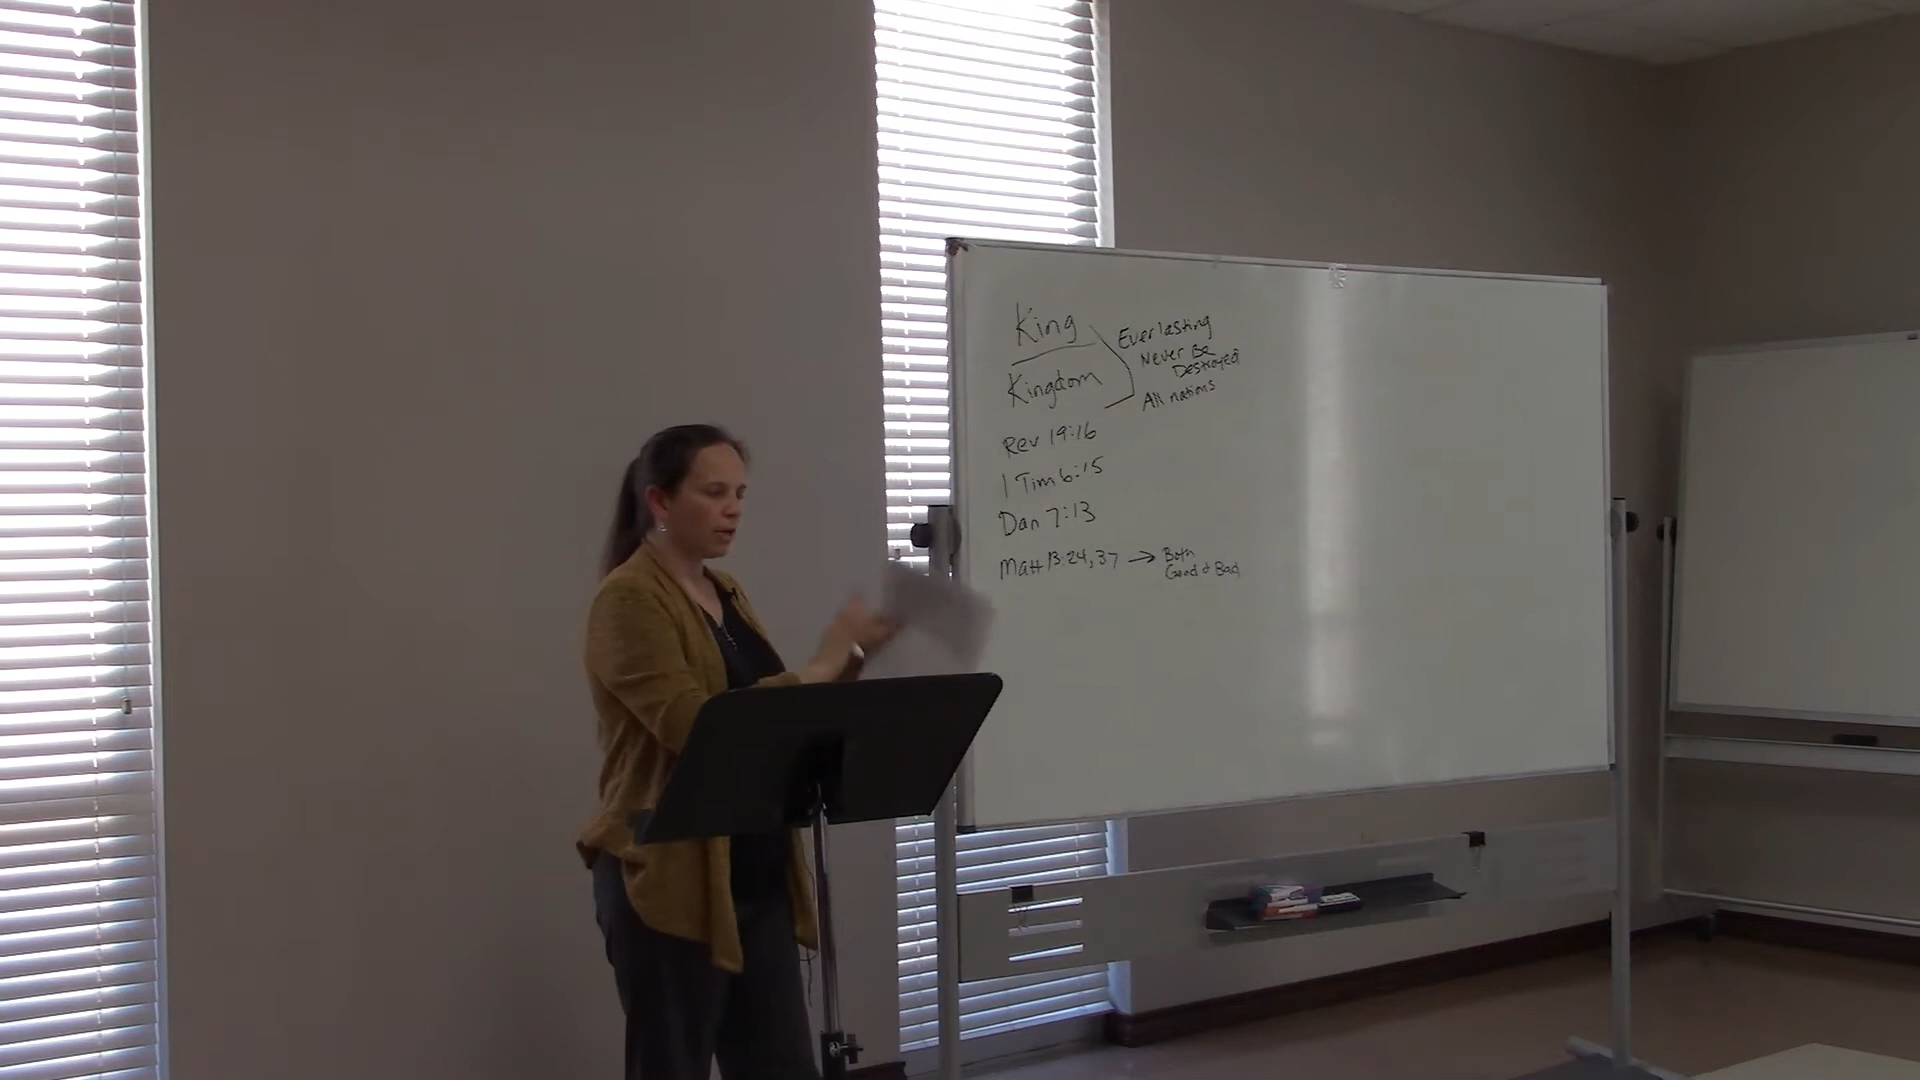 King
Everlasting
Never Be
Destroyed
Kingdom
All nations
Rev 19:16
1 Tim 6:15
Dan 7:13
Matt 13:24,37 → Both
Good & Bad